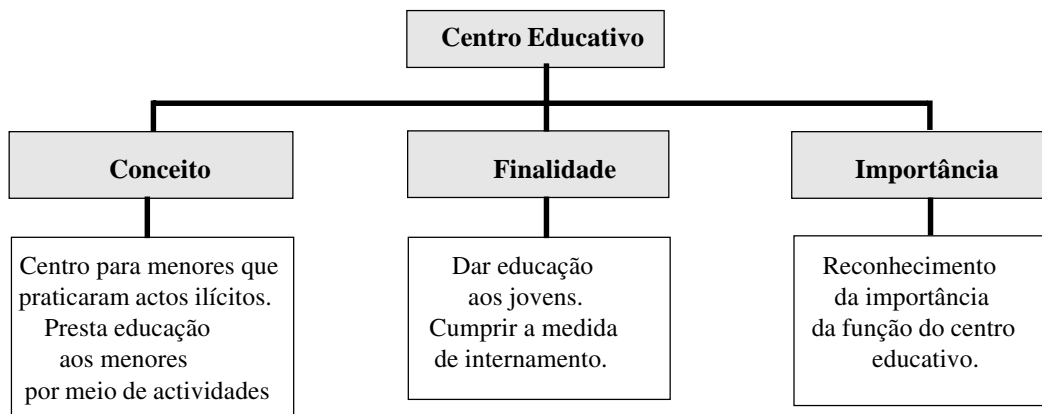 Centro Educativo
Conceito
Finalidade
Importância
Centro para menores que
praticaram actos ilícitos.
Presta educação
aos menores
por meio de actividades
Dar educação
aos jovens.
Cumprir a medida
de internamento.
Reconhecimento
da importância
da função do centro
educativo.